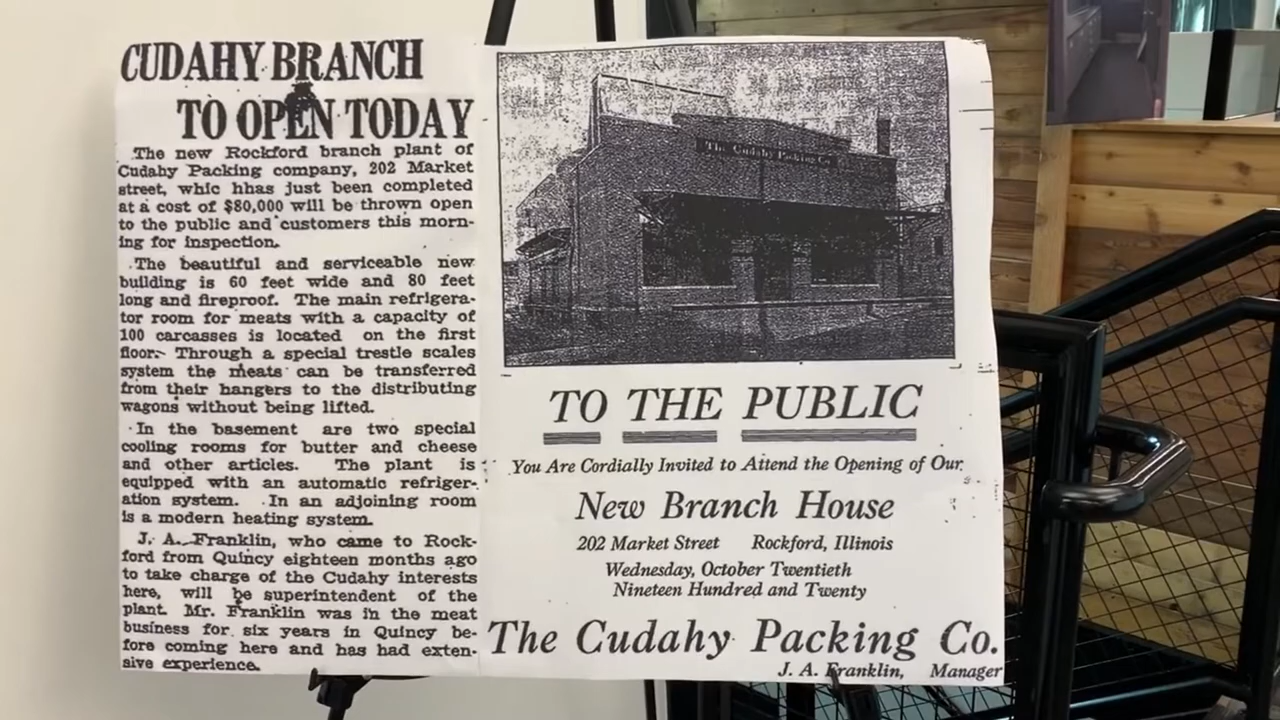 CUDAHY BRANCH
TO OPEN TODAY
The new Rockford branch plant of
Cudahy Packing company, 202 Market
street, whic hhas just been completed
at a cost of $80,000 will be thrown open
to the public and customers this morn-
ing for inspection.
The beautiful and serviceable new
building is 60 feet wide and 80 feet
long and fireproof. The main refrigera-
tor room for meats with a capacity of
100 carcasses is located on the first
floor. Through a special trestle scales
system the meats can be transferred
from their hangers to the distributing
wagons without being lifted.
In the basement are two special
cooling rooms for butter and cheese
and other articles. The plant is
equipped with an automatic refriger-
ation system. In an adjoining room
is a modern heating system.
J. A. Franklin, who came to Rock-
ford from Quincy eighteen months ago
to take charge of the Cudahy interests
here, will be superintendent of the
plant. Mr. Franklin was in the meat
business for six years in Quincy be-
fore coming here and has had exten-
sive experience.
The Cudahy Packing Co.
TO THE PUBLIC
You Are Cordially Invited to Attend the Opening of Our
New Branch House
202 Market Street Rockford, Illinois
Wednesday, October Twentieth
Nineteen Hundred and Twenty
The Cudahy Packing Co.
J. A. Franklin, Manager